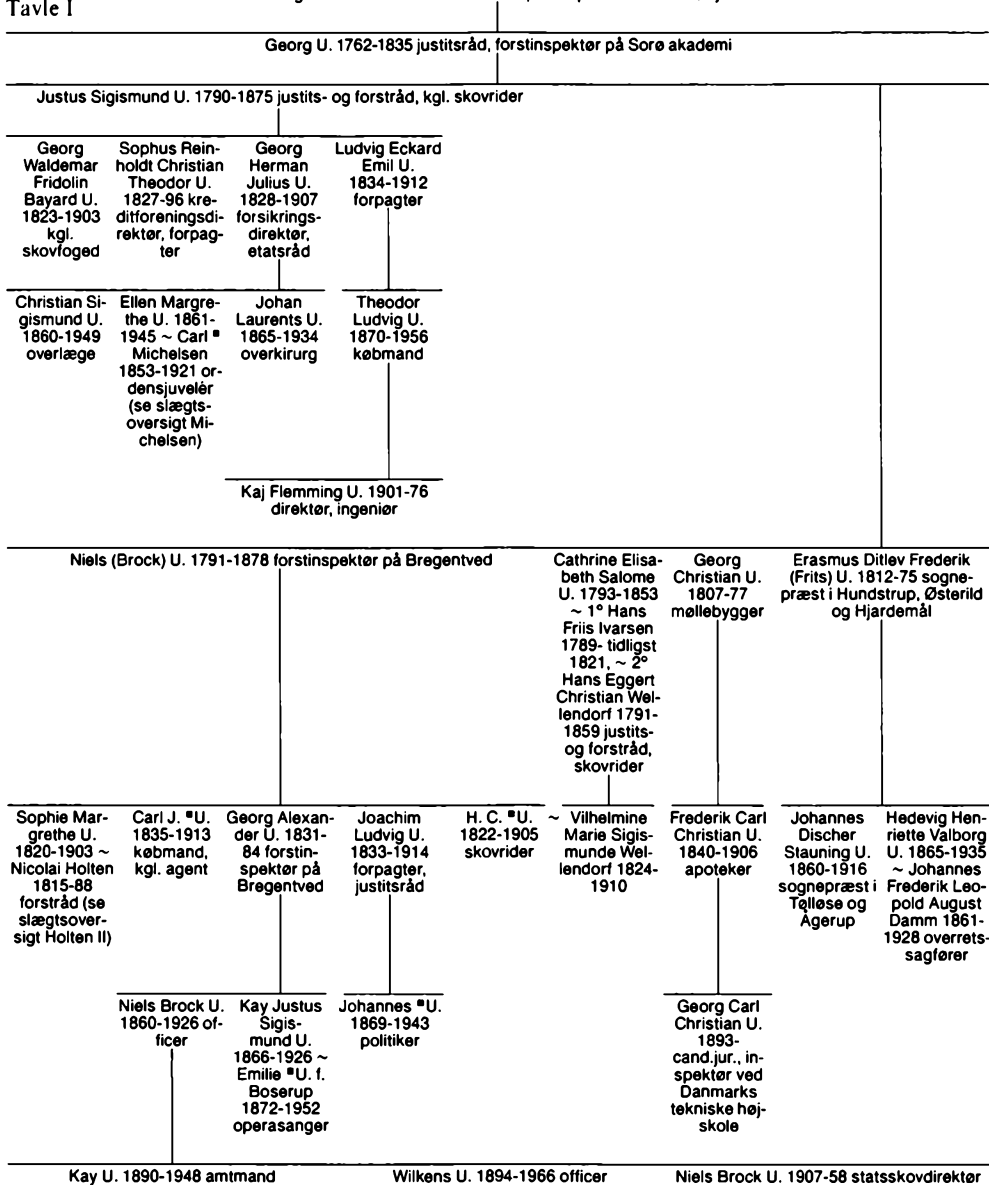 Tavle I
Georg U. 1762-1835 justitsråd, forstinspektør på Sorø akademi
Justus Sigismund U. 1790-1875 justits- og forstråd, kgl. skovrider
Georg
Waldemar
Fridolin
Bayard U.
1823-1903
kgl.
skovfoged
Sophus Rein-
holdt Christian
Theodor U.
1827-96 kre-
ditforeningsdi-
rektør, forpag-
ter
Georg
Herman
Julius U.
1828-1907
forsikrings-
direktør,
etatsråd
Ludvig Eckard
Emil U.
1834-1912
forpagter
Christian Si-
gismund U.
1860-1949
overlæge
Ellen Margre-
the U. 1861-
1945 ~ Carl ▪
Michelsen
1853-1921 or-
densjuvelér
(se slægts-
oversigt Mi-
chelsen)
Johan
Laurents U.
1865-1934
overkirurg
Theodor
Ludvig U.
1870-1956
købmand
Kaj Flemming U. 1901-76
direktør, ingeniør
Niels (Brock) U. 1791-1878 forstinspektør på Bregentved
Cathrine Elisa-
beth Salome
U. 1793-1853
~ 1° Hans
Friis Ivarsen
1789- tidligst
1821, ~ 2°
Hans Eggert
Christian Wel-
lendorf 1791-
1859 justits-
og forstråd,
skovrider
Georg
Christian U.
1807-77
møllebygger
Erasmus Ditlev Frederik
(Frits) U. 1812-75 sogne-
præst i Hundstrup, Østerild
og Hjardemål
Sophie Mar-
grethe U.
1820-1903 ~
Nicolai Holten
1815-88
forstråd (se
slægtsover-
sigt Holten II)
Carl J. ▪U.
1835-1913
købmand,
kgl. agent
Georg Alexan-
der U. 1831-
84 forstin-
spektør på
Bregentved
Joachim
Ludvig U.
1833-1914
forpagter,
justitsråd
H. C. ▪U.
1822-1905
skovrider
~ Vilhelmine
Marie Sigis-
munde Wel-
lendorf 1824-
1910
Frederik Carl
Christian U.
1840-1906
apoteker
Johannes
Discher
Stauning U.
1860-1916
sognepræst i
Tølløse og
Ågerup
Hedevig Hen-
riette Valborg
U. 1865-1935
~ Johannes
Frederik Leo-
pold August
Damm 1861-
1928 overrets-
sagfører
Niels Brock U.
1860-1926 of-
ficer
Kay Justus
Sigis-
mund U.
1866-1926 ~
Emilie ▪U. f.
Boserup
1872-1952
operasanger
Johannes ▪U.
1869-1943
politiker
Georg Carl
Christian U.
1893-
cand.jur., in-
spektør ved
Danmarks
tekniske høj-
skole
Kay U. 1890-1948 amtmand
Wilkens U. 1894-1966 officer
Niels Brock U. 1907-58 statsskovdirektør